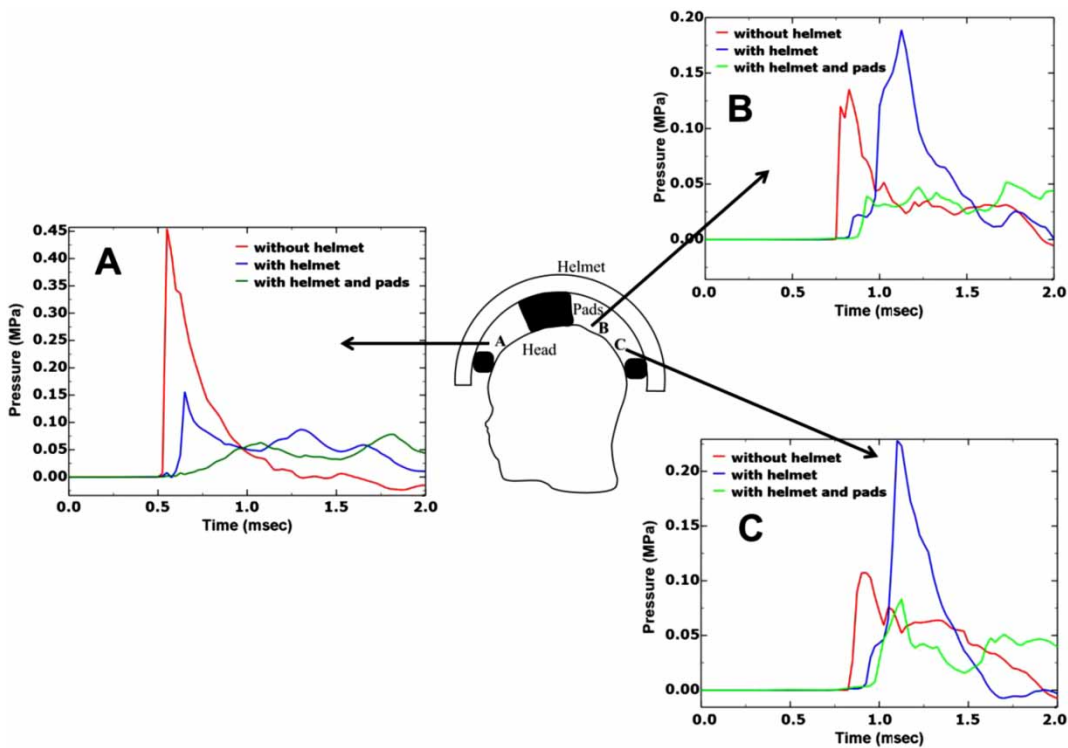 A
without helmet
with helmet
with helmet and pads
Pressure (MPa)
0.45
0.40
0.35
0.30
0.25
0.20
0.15
0.10
0.05
0.00
0.0 0.5 1.0 1.5 2.0
Time (msec)
Helmet
Pads
A
B
C
Head
B
without helmet
with helmet
with helmet and pads
Pressure (MPa)
0.20
0.15
0.10
0.05
0.00
0.0 0.5 1.0 1.5 2.0
Time (msec)
C
without helmet
with helmet
with helmet and pads
Pressure (MPa)
0.20
0.15
0.10
0.05
0.00
0.0 0.5 1.0 1.5 2.0
Time (msec)